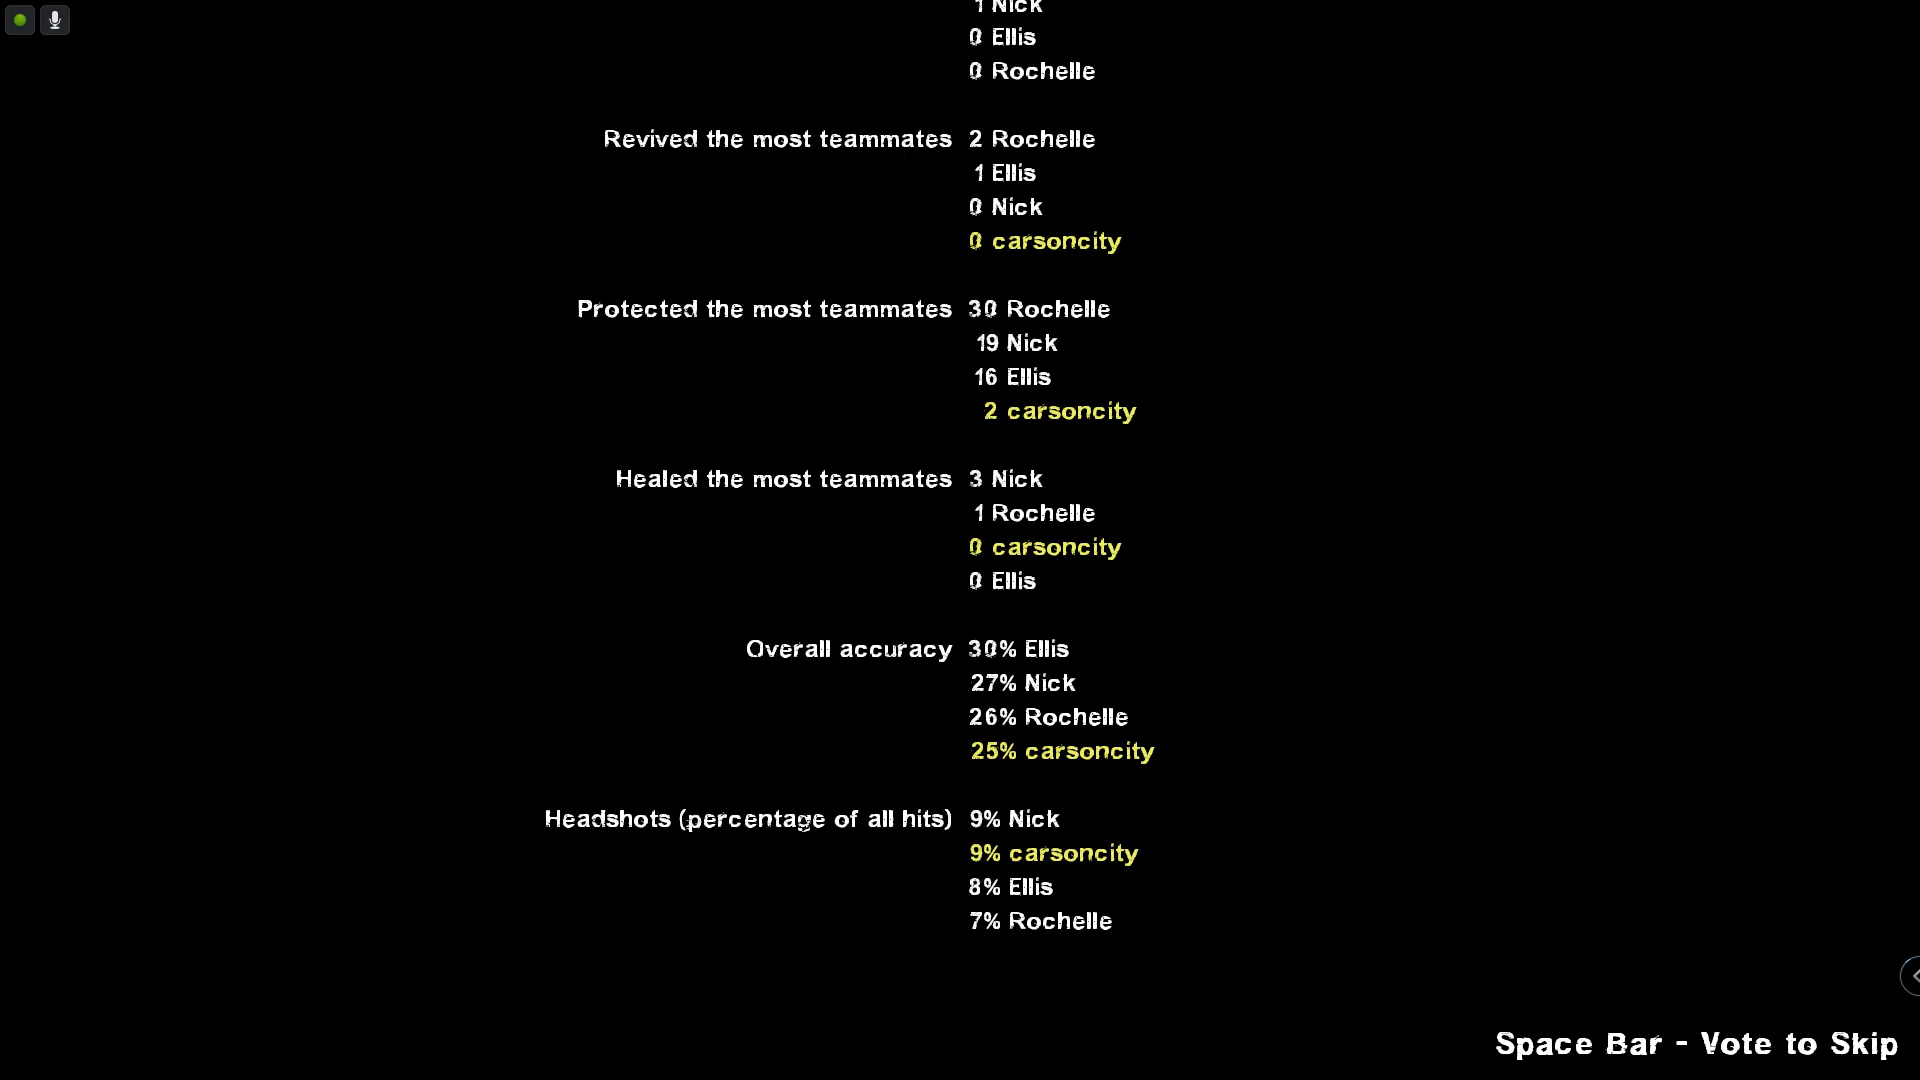 1 Nick
0 Ellis
0 Rochelle
Revived the most teammates 2 Rochelle
1 Ellis
0 Nick
0 carsoncity
Protected the most teammates 30 Rochelle
19 Nick
16 Ellis
2 carsoncity
Healed the most teammates 3 Nick
1 Rochelle
0 carsoncity
0 Ellis
Overall accuracy 30% Ellis
27% Nick
26% Rochelle
25% carsoncity
Headshots (percentage of all hits) 9% Nick
9% carsoncity
8% Ellis
7% Rochelle
Space Bar - Vote to Skip